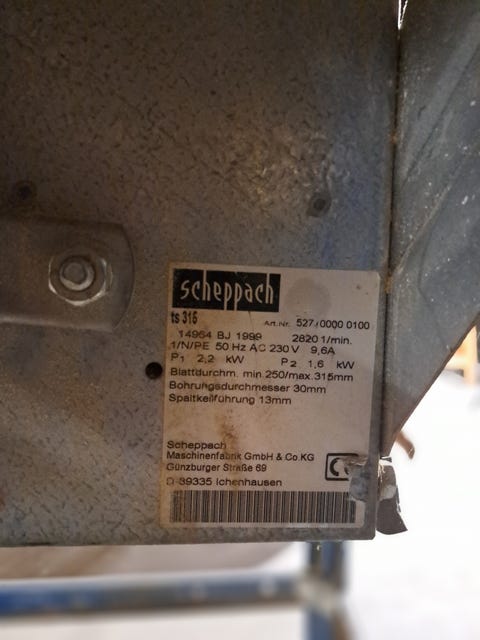 scheppach
ts 315
Art.Nr. 527 / 0000 0100
14964 BJ 1999 2820 1/min.
1/N/PE 50 Hz AC 230 V 9,6A
P1 2,2 kW P2 1,6 kW
Blattdurchm. min.250/max.315mm
Bohrungsdurchmesser 30mm
Spaltkeilführung 13mm
Scheppach
Maschinenfabrik GmbH & Co.KG
Günzburger Straße 69
D-89335 Ichenhausen
CE